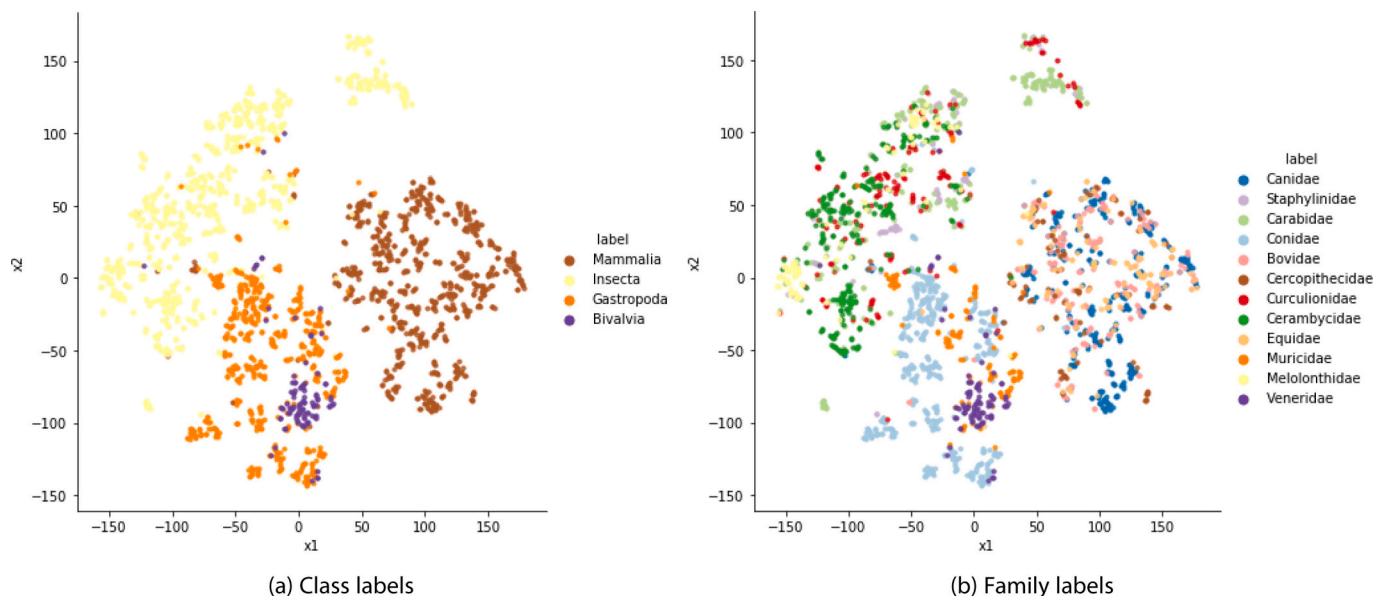 150
100
50
0
−50
−100
−150
x2
−150
−100
−50
0
50
100
150
x1
label
Mammalia
Insecta
Gastropoda
Bivalvia
(a) Class labels
150
100
50
0
−50
−100
−150
x2
−150
−100
−50
0
50
100
150
x1
label
Canidae
Staphylinidae
Carabidae
Conidae
Bovidae
Cercopithecidae
Curculionidae
Cerambycidae
Equidae
Muricidae
Melolonthidae
Veneridae
(b) Family labels